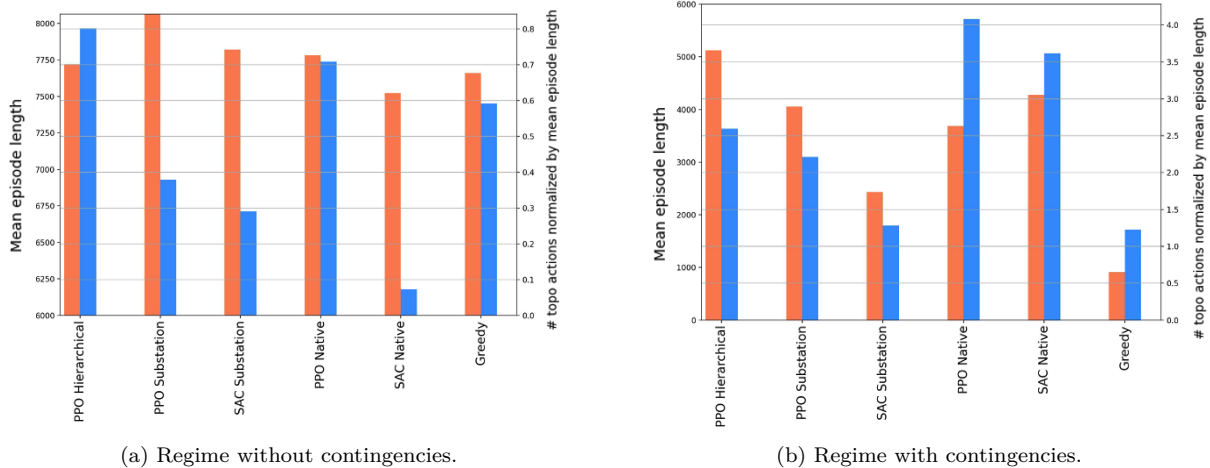 8000
7750
7500
7250
7000
6750
6500
6250
6000
Mean episode length
0.8
0.7
0.6
0.5
0.4
0.3
0.2
0.1
0.0
# topo actions normalized by mean episode length
PPO Hierarchical
PPO Substation
SAC Substation
PPO Native
SAC Native
Greedy
(a) Regime without contingencies.
6000
5000
4000
3000
2000
1000
0
Mean episode length
4.0
3.5
3.0
2.5
2.0
1.5
1.0
0.5
0.0
# topo actions normalized by mean episode length
PPO Hierarchical
PPO Substation
SAC Substation
PPO Native
SAC Native
Greedy
(b) Regime with contingencies.